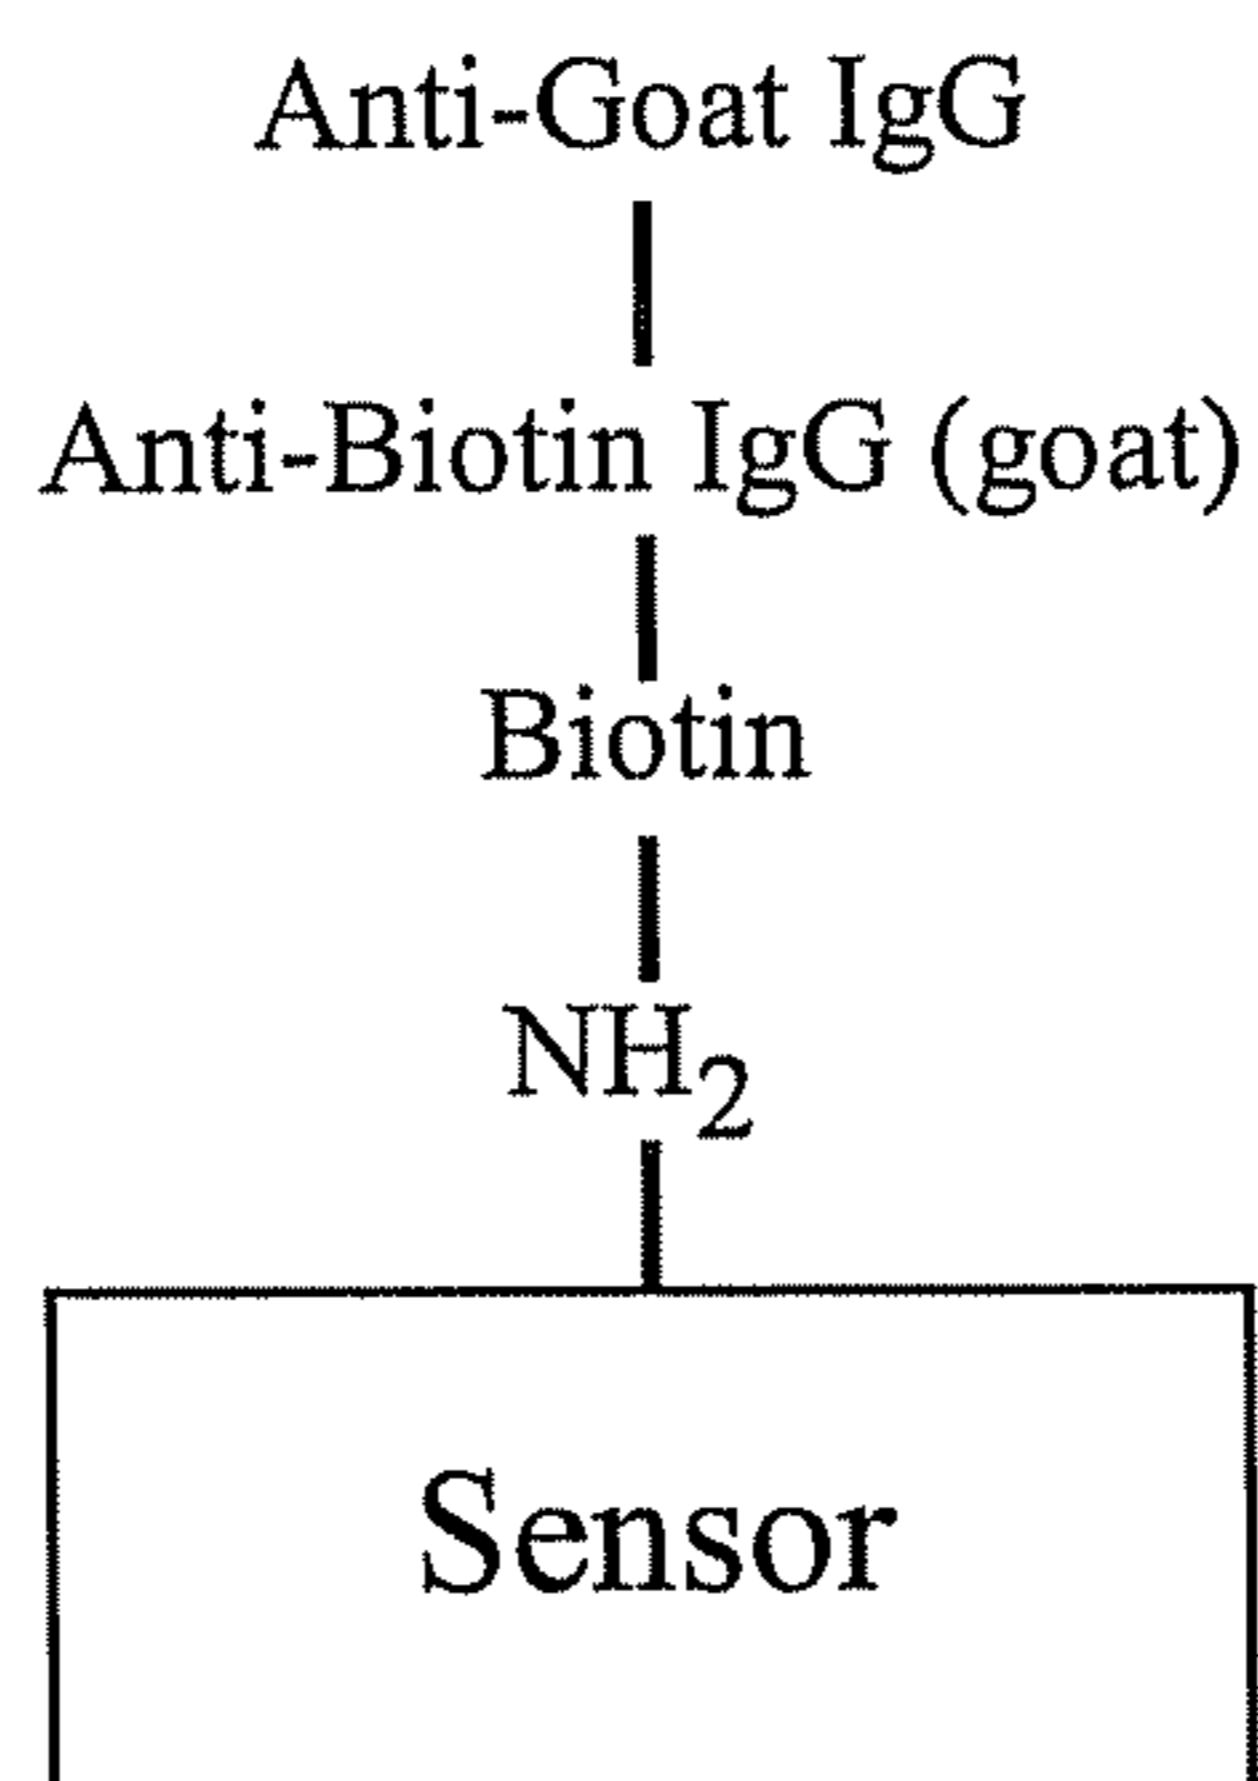 Anti-Goat IgG
Anti-Biotin IgG (goat)
Biotin
NH₂
Sensor